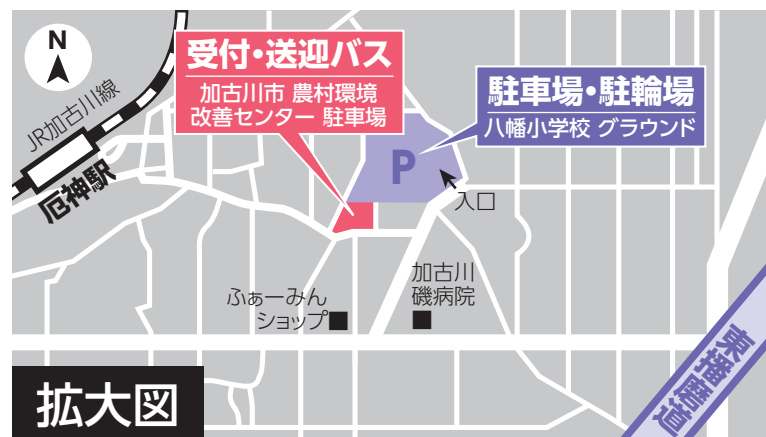 N
JR加古川線
厄神駅
受付・送迎バス
加古川市 農村環境
改善センター 駐車場
駐車場・駐輪場
八幡小学校 グラウンド
P
入口
ふぁーみん
ショップ
加古川
磯病院
東播磨道
拡大図